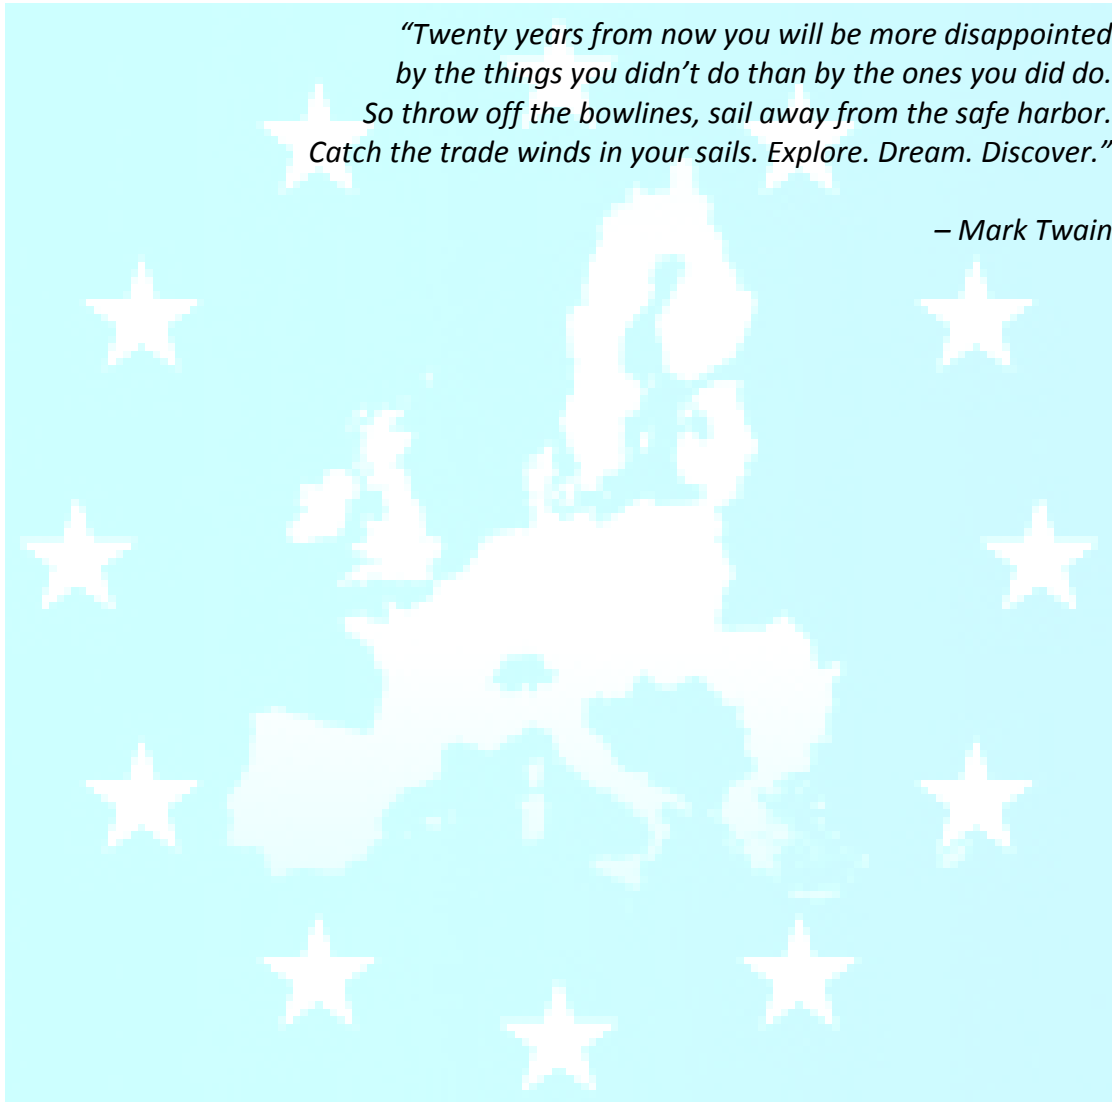 “Twenty years from now you will be more disappointed
by the things you didn’t do than by the ones you did do.
So throw off the bowlines, sail away from the safe harbor.
Catch the trade winds in your sails. Explore. Dream. Discover.”
– Mark Twain